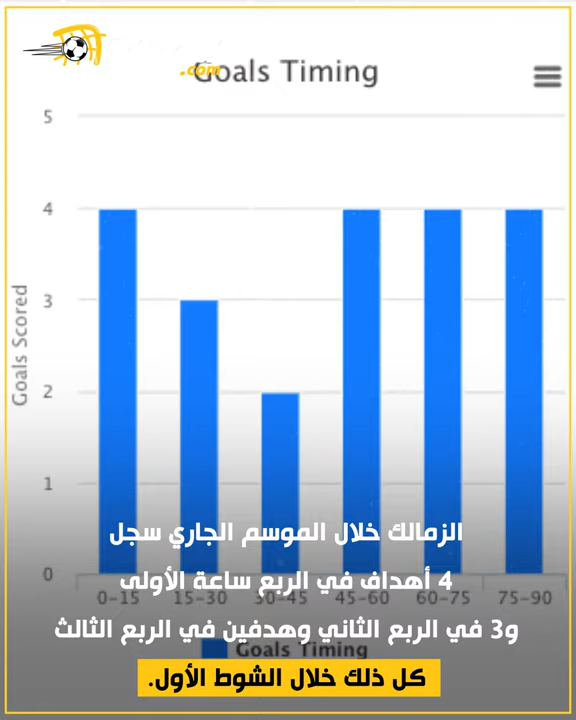 .com
Goals Timing
5
4
3
2
1
0
Goals Scored
0-15 15-30 30-45 45-60 60-75 75-90
Goals Timing
الزمالك خلال الموسم الجاري سجل
4 أهداف في الربع ساعة الأولى
و3 في الربع الثاني وهدفين في الربع الثالث
كل ذلك خلال الشوط الأول.